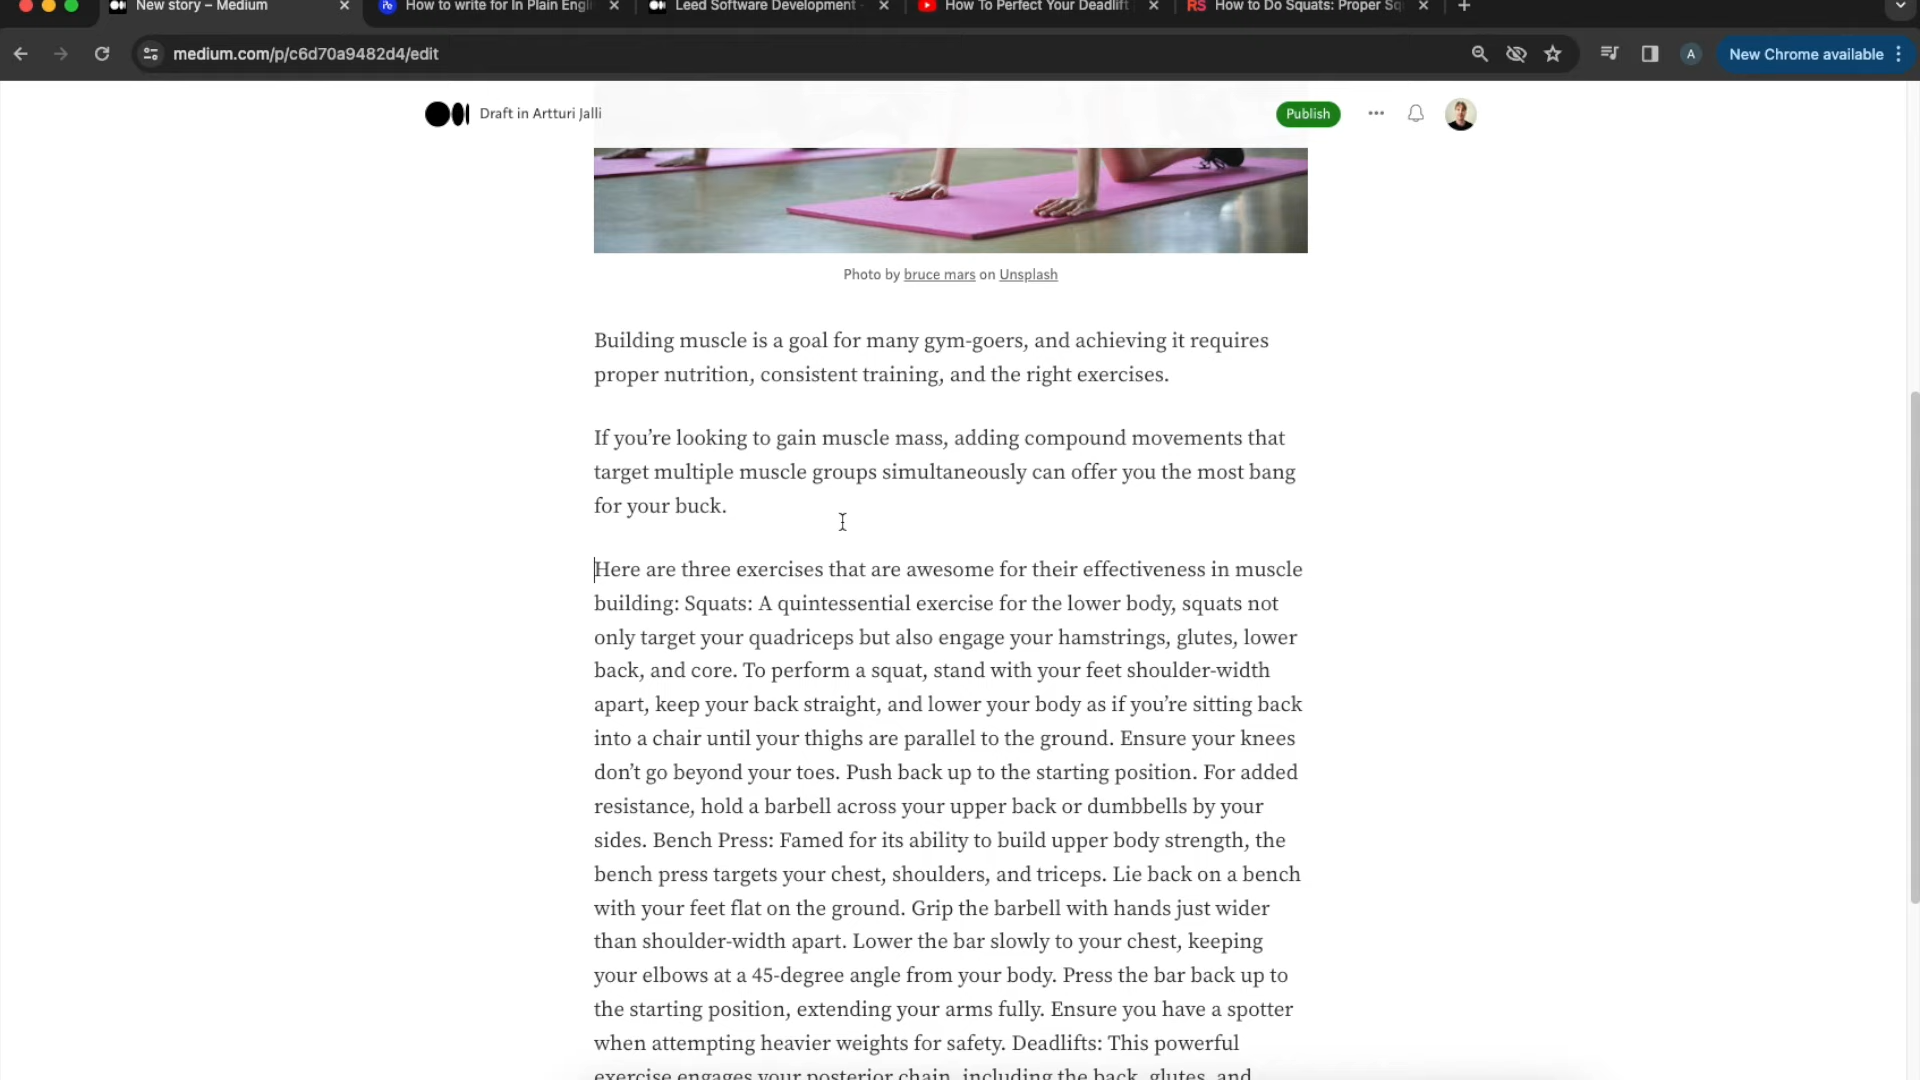 New story – Medium
How to write for In Plain Engl
Leed Software Development
How To Perfect Your Deadlift
RS How to Do Squats: Proper Sq
medium.com/p/c6d70a9482d4/edit
A
New Chrome available
Draft in Artturi Jalli
Publish
Photo by bruce mars on Unsplash
Building muscle is a goal for many gym-goers, and achieving it requires
proper nutrition, consistent training, and the right exercises.
If you’re looking to gain muscle mass, adding compound movements that
target multiple muscle groups simultaneously can offer you the most bang
for your buck.
Here are three exercises that are awesome for their effectiveness in muscle
building: Squats: A quintessential exercise for the lower body, squats not
only target your quadriceps but also engage your hamstrings, glutes, lower
back, and core. To perform a squat, stand with your feet shoulder-width
apart, keep your back straight, and lower your body as if you’re sitting back
into a chair until your thighs are parallel to the ground. Ensure your knees
don’t go beyond your toes. Push back up to the starting position. For added
resistance, hold a barbell across your upper back or dumbbells by your
sides. Bench Press: Famed for its ability to build upper body strength, the
bench press targets your chest, shoulders, and triceps. Lie back on a bench
with your feet flat on the ground. Grip the barbell with hands just wider
than shoulder-width apart. Lower the bar slowly to your chest, keeping
your elbows at a 45-degree angle from your body. Press the bar back up to
the starting position, extending your arms fully. Ensure you have a spotter
when attempting heavier weights for safety. Deadlifts: This powerful
exercise engages your posterior chain, including the back, glutes, and